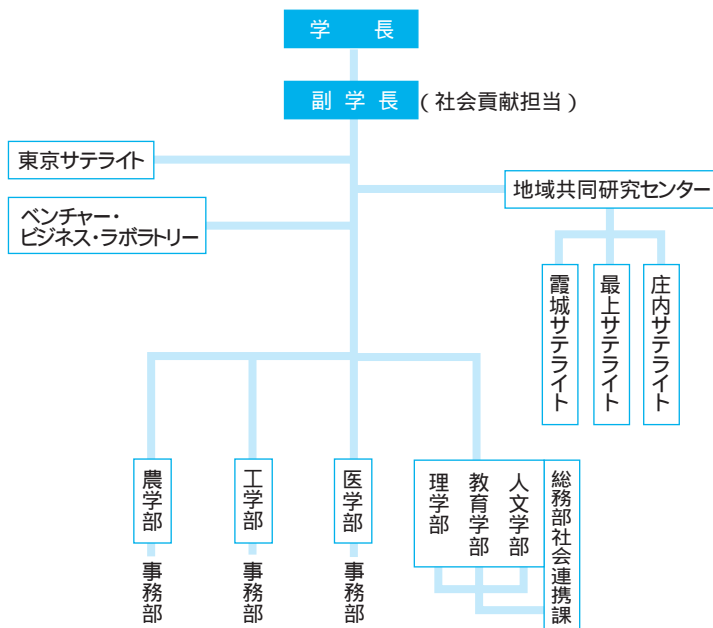 学 長
副 学 長 (社会貢献担当)
東京サテライト
地域共同研究センター
ベンチャー・
ビジネス・ラボラトリー
霞城サテライト
最上サテライト
庄内サテライト
農学部
工学部
医学部
理学部
教育学部
人文学部
総務部社会連携課
事務部
事務部
事務部